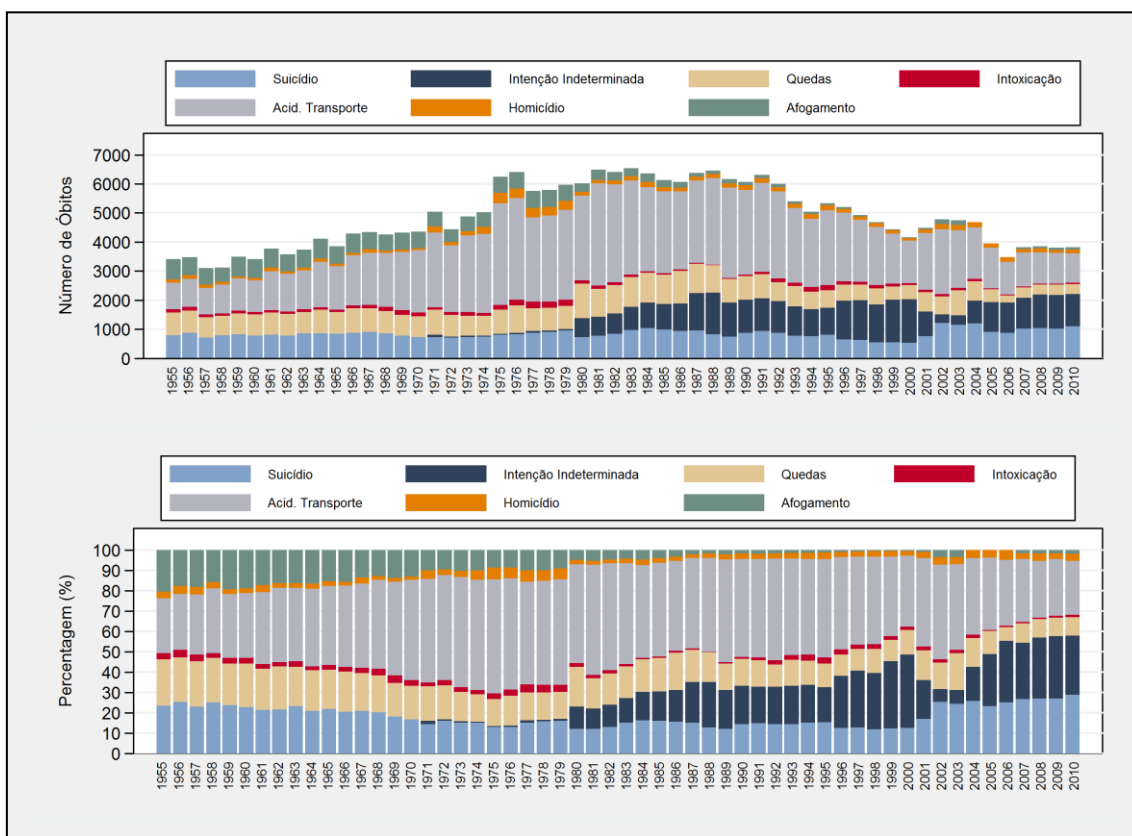 Suicídio Intenção Indeterminada Quedas Intoxicação
Acid. Transporte Homicídio Afogamento
Número de Óbitos
7000
6000
5000
4000
3000
2000
1000
0
1955 1956 1957 1958 1959 1960 1961 1962 1963 1964 1965 1966 1967 1968 1969 1970 1971 1972 1973 1974 1975 1976 1977 1978 1979 1980 1981 1982 1983 1984 1985 1986 1987 1988 1989 1990 1991 1992 1993 1994 1995 1996 1997 1998 1999 2000 2001 2002 2003 2004 2005 2006 2007 2008 2009 2010
Suicídio Intenção Indeterminada Quedas Intoxicação
Acid. Transporte Homicídio Afogamento
Percentagem (%)
100
90
80
70
60
50
40
30
20
10
0
1955 1956 1957 1958 1959 1960 1961 1962 1963 1964 1965 1966 1967 1968 1969 1970 1971 1972 1973 1974 1975 1976 1977 1978 1979 1980 1981 1982 1983 1984 1985 1986 1987 1988 1989 1990 1991 1992 1993 1994 1995 1996 1997 1998 1999 2000 2001 2002 2003 2004 2005 2006 2007 2008 2009 2010